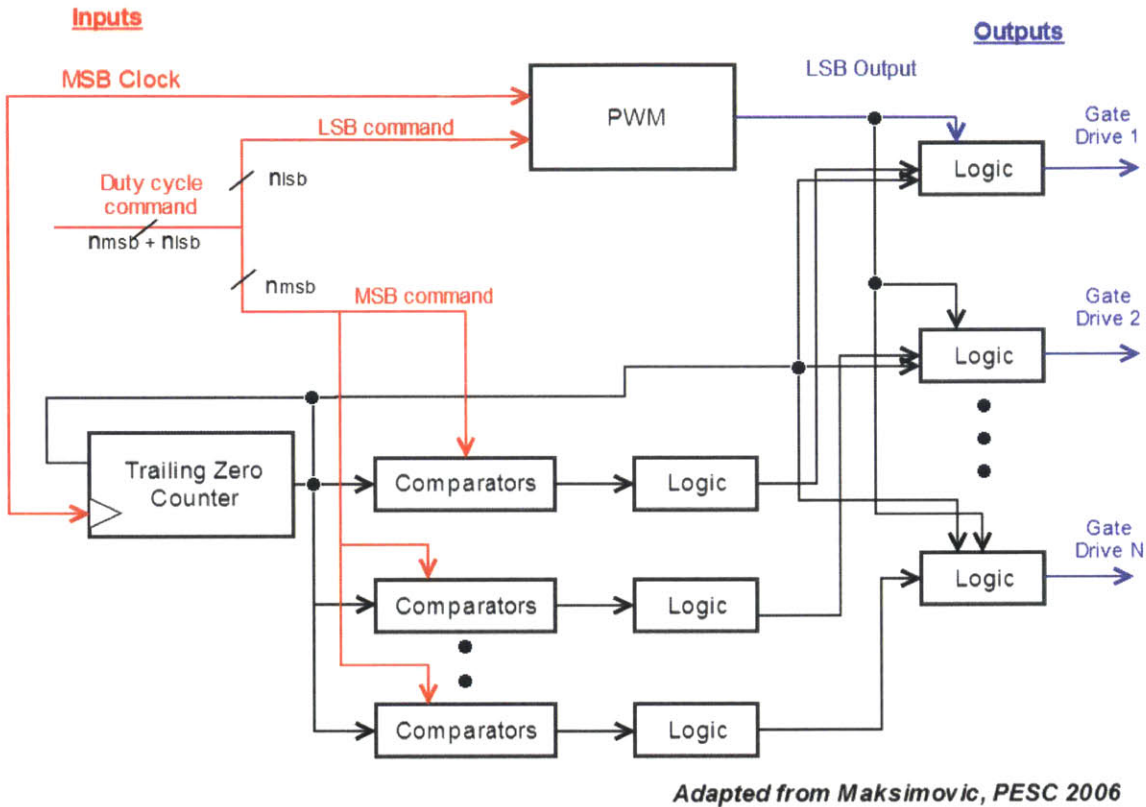 Inputs
Outputs
MSB Clock
LSB Output
PWM
LSB command
Gate
Drive 1
Logic
nlsb
Duty cycle
command
nmsb + nlsb
nmsb
MSB command
Gate
Drive 2
Logic
Trailing Zero
Counter
Comparators
Logic
Gate
Drive N
Logic
Comparators
Logic
Comparators
Logic
Adapted from Maksimovic, PESC 2006